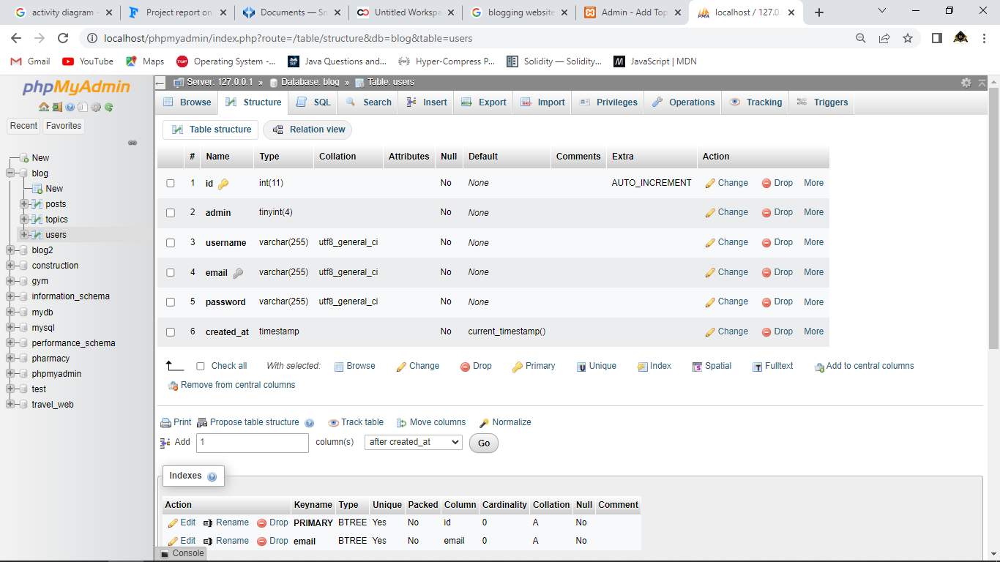 activity diagram - Project report on Documents — Sn Untitled Workspa blogging website Admin - Add Top localhost / 127.0.
localhost/phpmyadmin/index.php?route=/table/structure&db=blog&table=users
Gmail YouTube Maps Operating System -... Java Questions and... Hyper-Compress P... Solidity — Solidity... JavaScript | MDN
phpMyAdmin
Recent Favorites
New
blog
New
posts
topics
users
blog2
construction
gym
information_schema
mydb
mysql
performance_schema
pharmacy
phpmyadmin
test
travel_web
Server: 127.0.0.1 » Database: blog » Table: users
Browse Structure SQL Search Insert Export Import Privileges Operations Tracking Triggers
Table structure Relation view
# Name Type Collation Attributes Null Default Comments Extra Action
1 id int(11) No None AUTO_INCREMENT Change Drop More
2 admin tinyint(4) No None Change Drop More
3 username varchar(255) utf8_general_ci No None Change Drop More
4 email varchar(255) utf8_general_ci No None Change Drop More
5 password varchar(255) utf8_general_ci No None Change Drop More
6 created_at timestamp No current_timestamp() Change Drop More
Check all With selected: Browse Change Drop Primary Unique Index Spatial Fulltext Add to central columns
Remove from central columns
Print Propose table structure Track table Move columns Normalize
Add 1 column(s) after created_at Go
Indexes
Action Keyname Type Unique Packed Column Cardinality Collation Null Comment
Edit Rename Drop PRIMARY BTREE Yes No id 0 A No
Edit Rename Drop email BTREE Yes No email 0 A No
Console